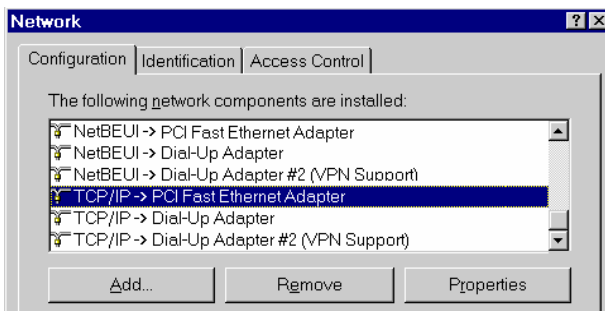 Network
? X
Configuration Identification Access Control
The following network components are installed:
NetBEUI -> PCI Fast Ethernet Adapter
NetBEUI -> Dial-Up Adapter
NetBEUI -> Dial-Up Adapter #2 (VPN Support)
TCP/IP -> PCI Fast Ethernet Adapter
TCP/IP -> Dial-Up Adapter
TCP/IP -> Dial-Up Adapter #2 (VPN Support)
Add... Remove Properties